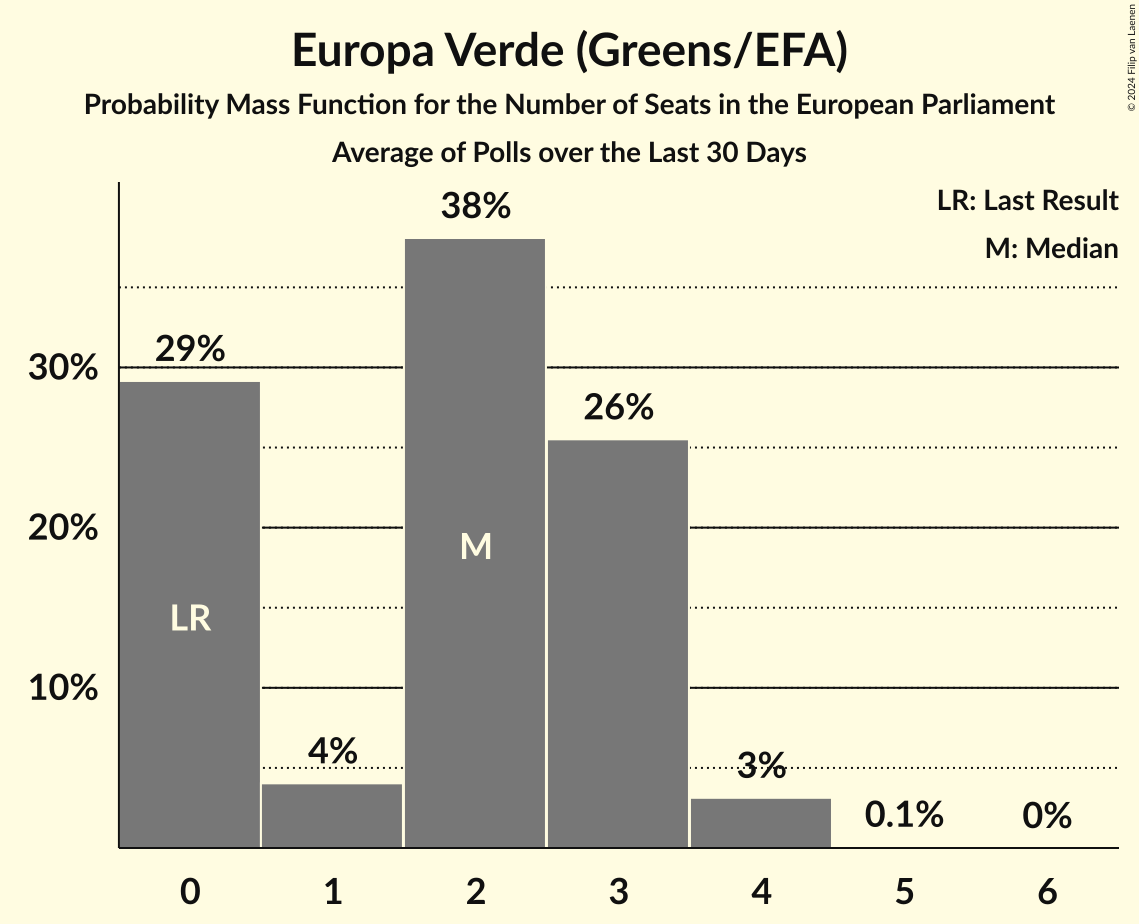 Europa Verde (Greens/EFA)
Probability Mass Function for the Number of Seats in the European Parliament
Average of Polls over the Last 30 Days
© 2024 Filip van Laenen
LR: Last Result
M: Median
38%
29%
30%
26%
20%
M
LR
10%
4%
3%
0.1%
0%
0 1 2 3 4 5 6